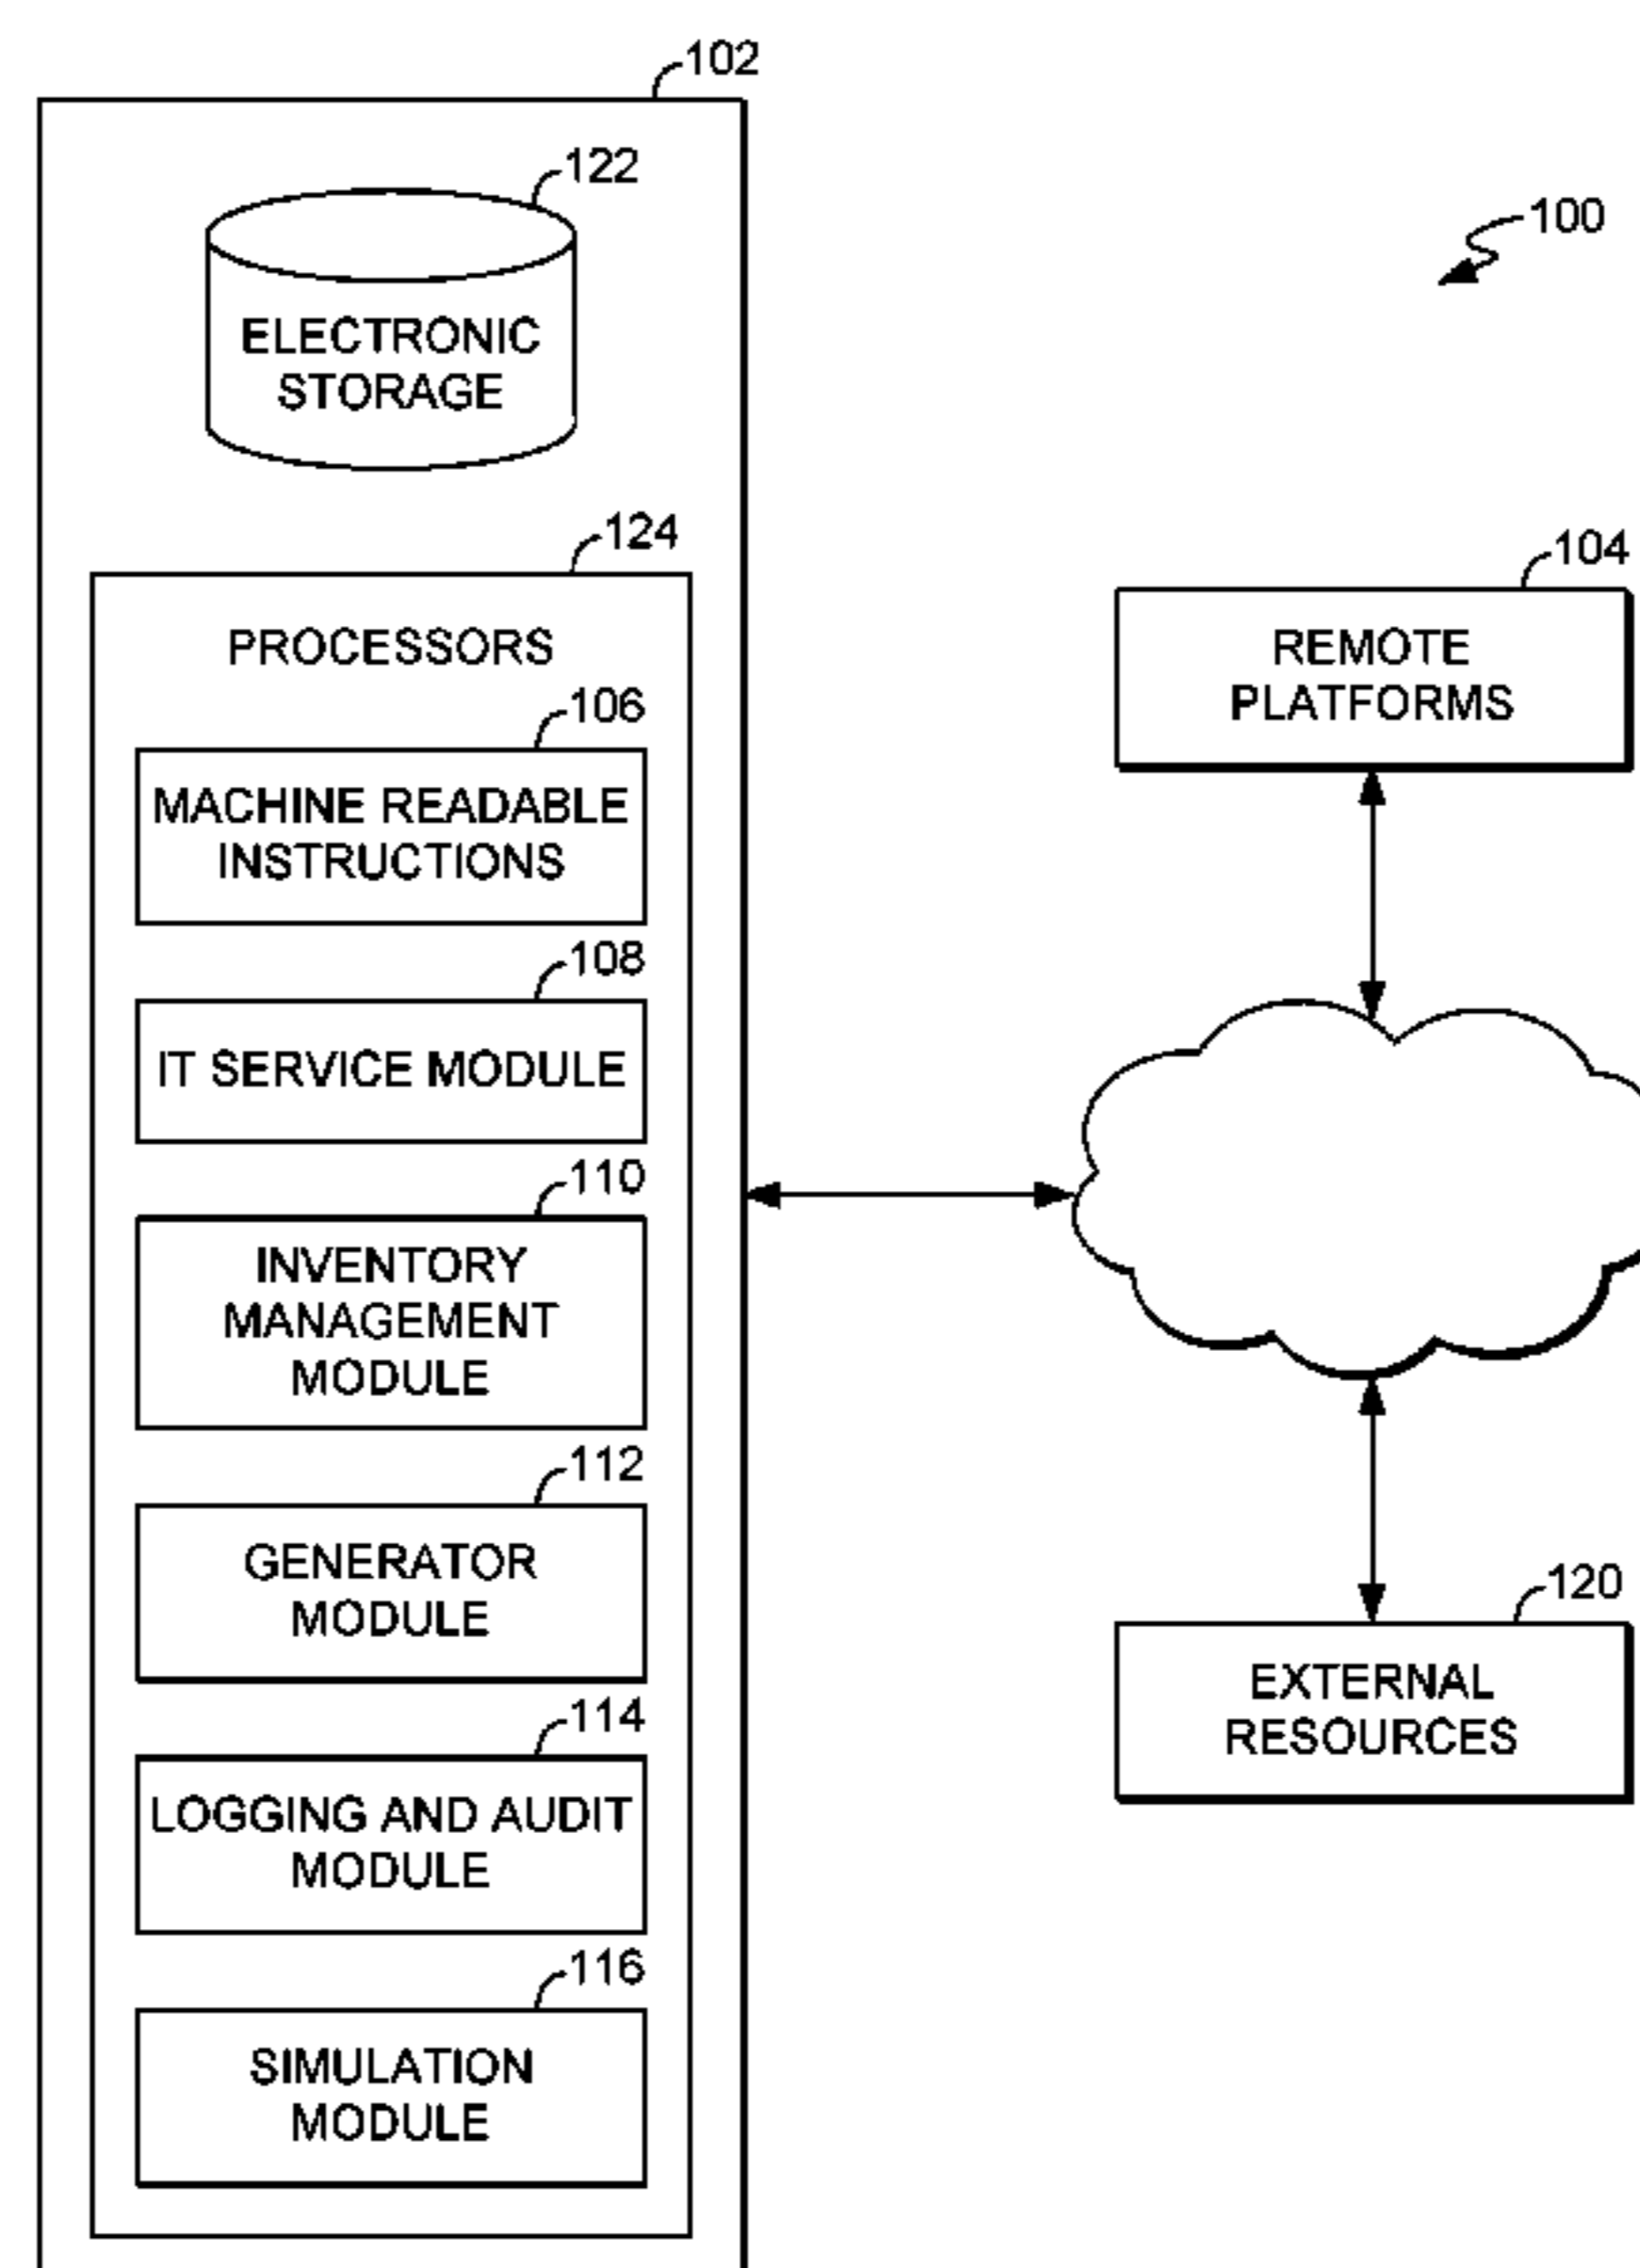 102
122
ELECTRONIC
STORAGE
100
124
PROCESSORS
104
REMOTE
PLATFORMS
106
MACHINE READABLE
INSTRUCTIONS
108
IT SERVICE MODULE
110
INVENTORY
MANAGEMENT
MODULE
112
GENERATOR
MODULE
120
EXTERNAL
RESOURCES
114
LOGGING AND AUDIT
MODULE
116
SIMULATION
MODULE